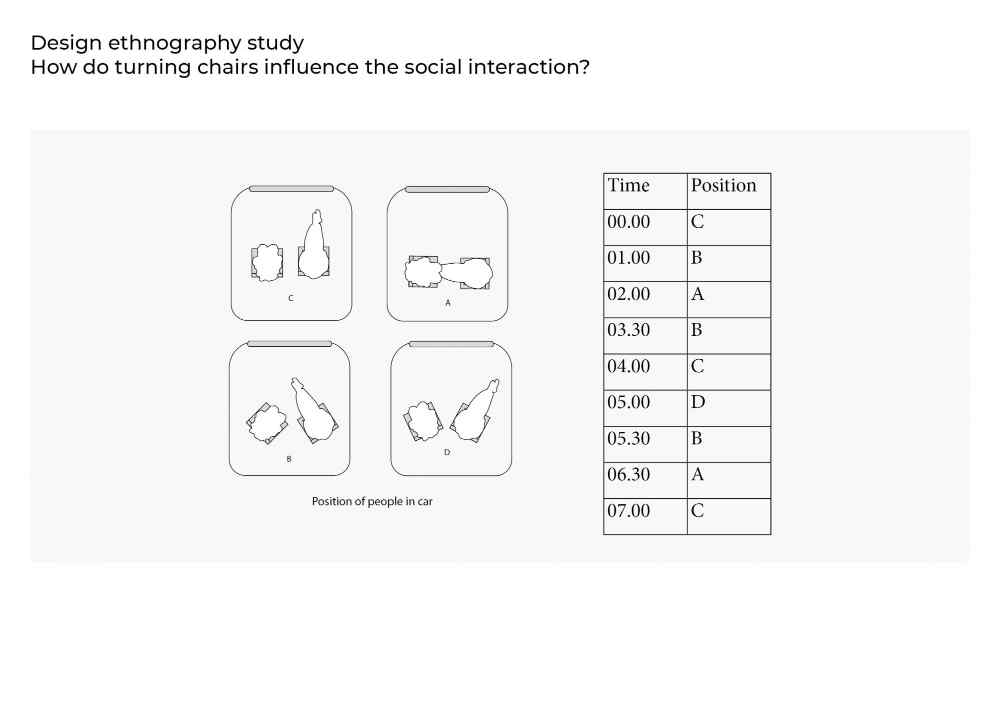 Design ethnography study
How do turning chairs influence the social interaction?
C
A
B
D
Position of people in car
Time Position
00.00 C
01.00 B
02.00 A
03.30 B
04.00 C
05.00 D
05.30 B
06.30 A
07.00 C